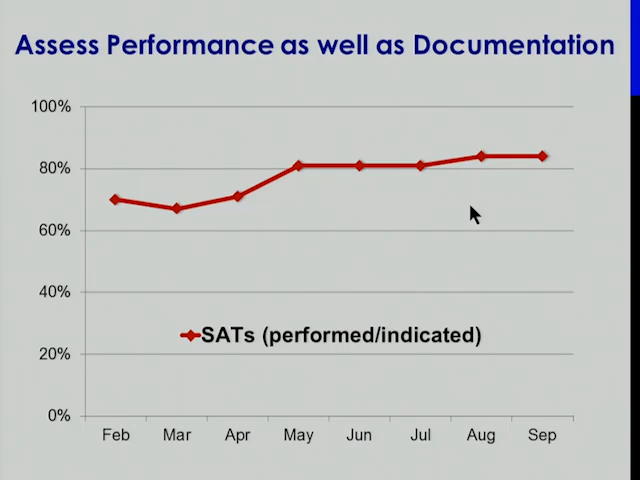 Assess Performance as well as Documentation
100%
80%
60%
40%
20%
0%
SATs (performed/indicated)
Feb Mar Apr May Jun Jul Aug Sep